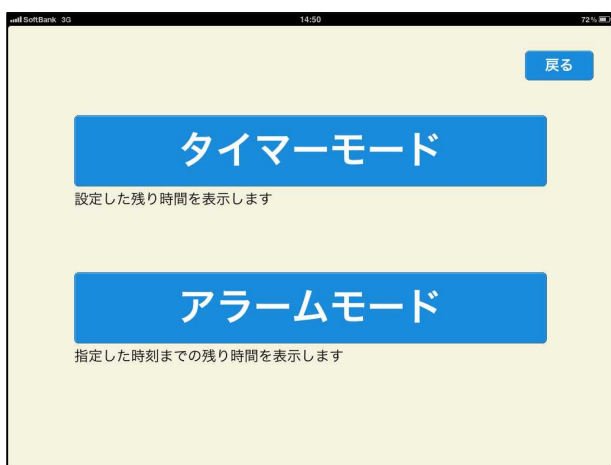 SoftBank 3G 14:50 72%
戻る
タイマーモード
設定した残り時間を表示します
アラームモード
指定した時刻までの残り時間を表示します